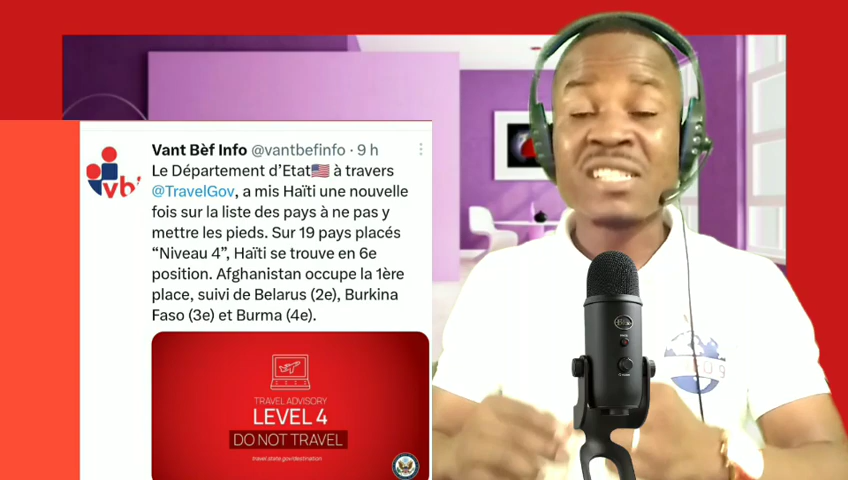 Vant Bèf Info @vantbefinfo · 9 h
Le Département d'Etat🇺🇸 à travers
@TravelGov, a mis Haïti une nouvelle
fois sur la liste des pays à ne pas y
mettre les pieds. Sur 19 pays placés
“Niveau 4”, Haïti se trouve en 6e
position. Afghanistan occupe la 1ère
place, suivi de Belarus (2e), Burkina
Faso (3e) et Burma (4e).
vb
TRAVEL ADVISORY
LEVEL 4
DO NOT TRAVEL
travel.state.gov/destination